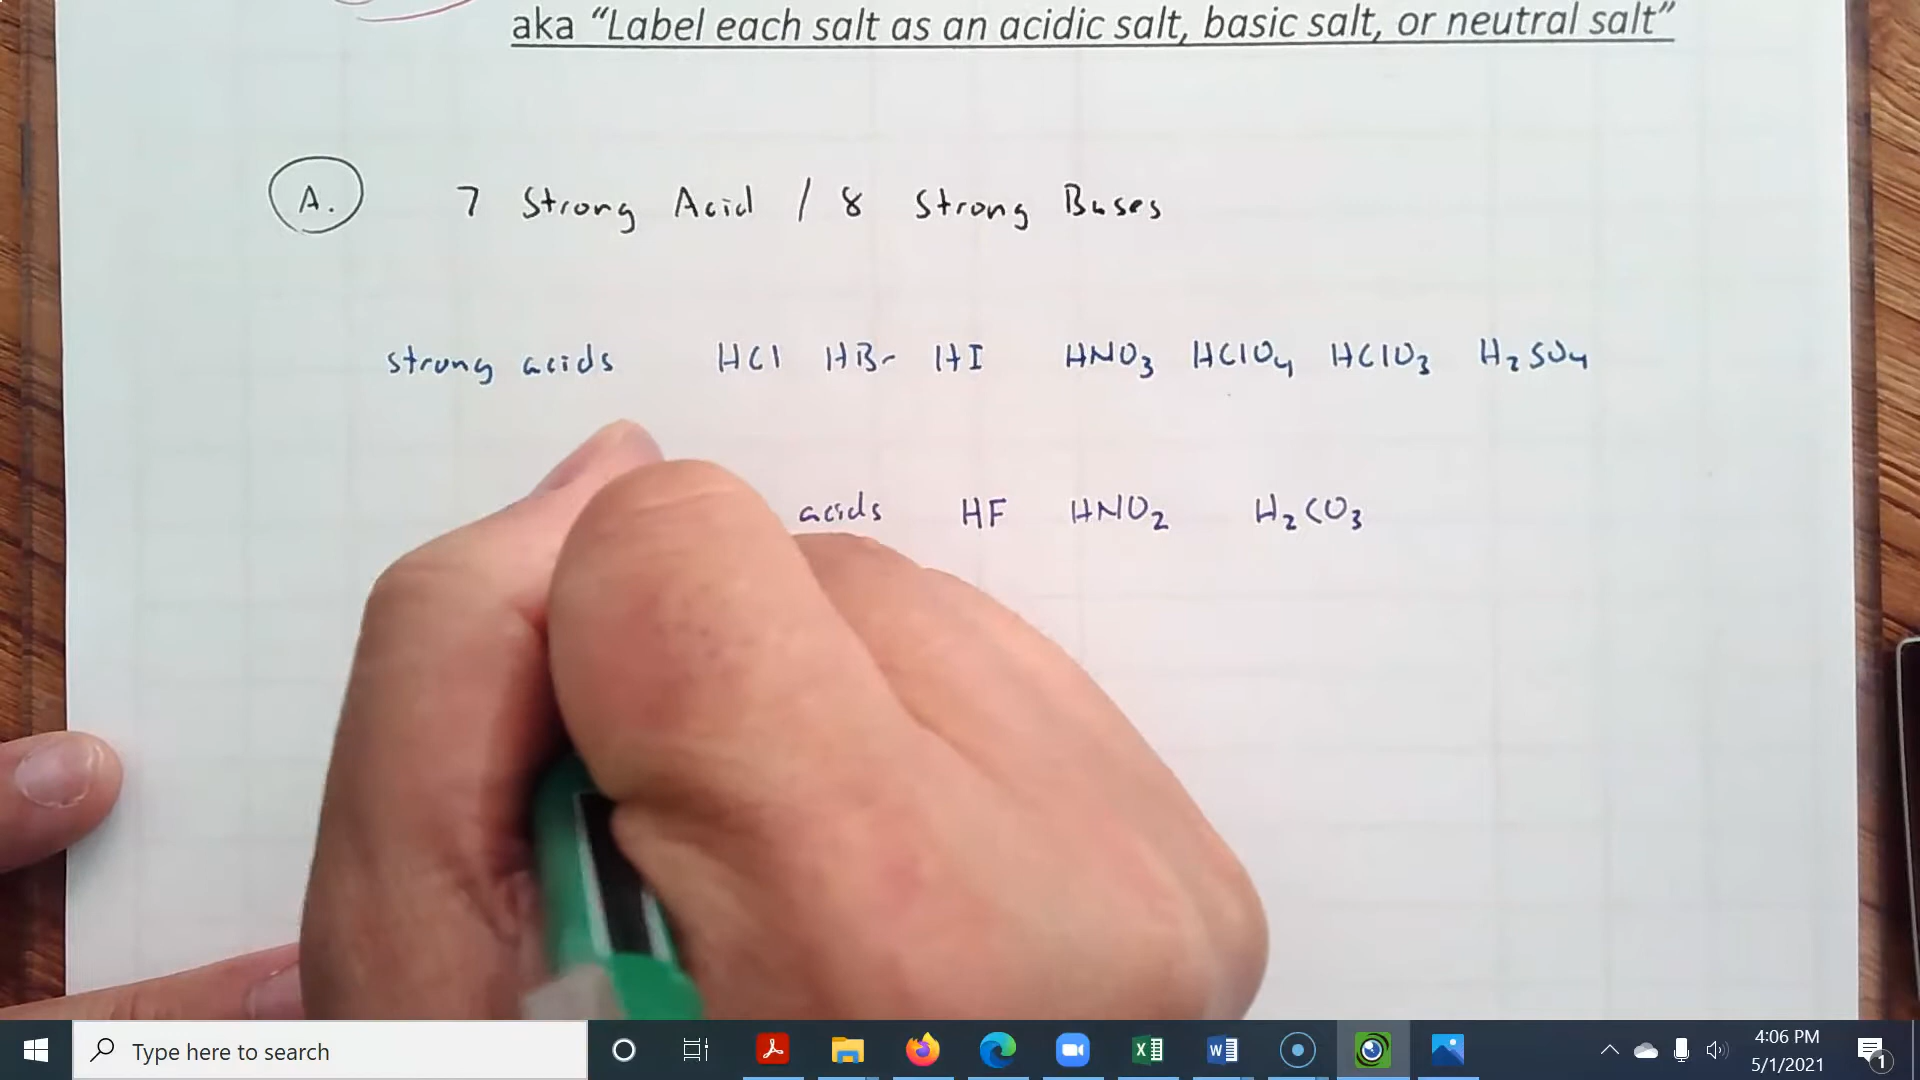 aka “Label each salt as an acidic salt, basic salt, or neutral salt”
A. 7 Strong Acid / 8 Strong Bases
strong acids HCl HBr HI HNO3 HClO4 HClO3 H2SO4
acids HF HNO2 H2CO3
Type here to search
4:06 PM
5/1/2021
1